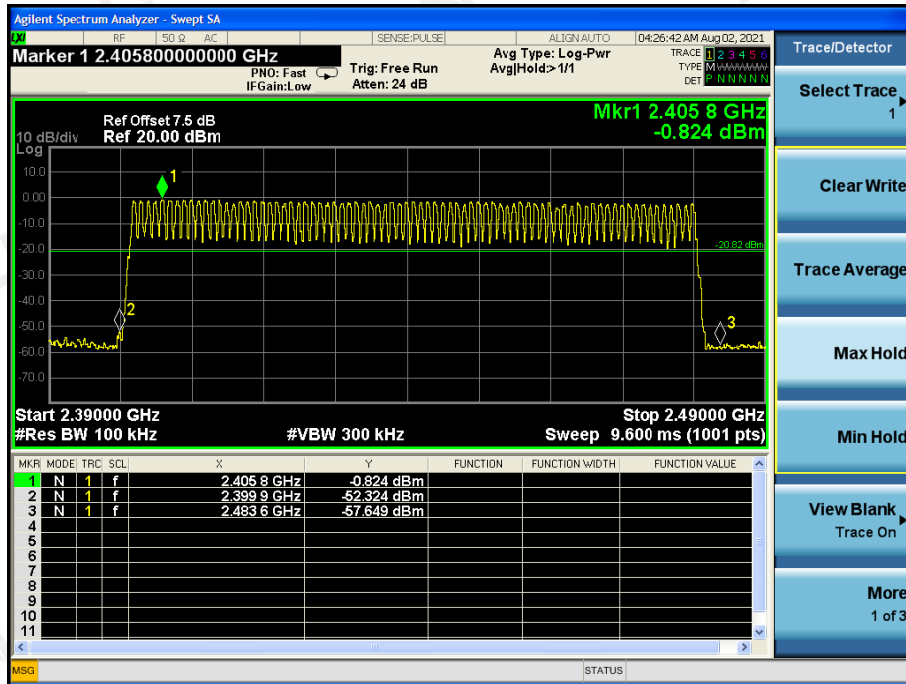 Agilent Spectrum Analyzer - Swept SA
LXI RF 50 Ω AC SENSE:PULSE ALIGN AUTO 04:26:42 AM Aug 02, 2021
Marker 1 2.405800000000 GHz
PNO: Fast
IFGain:Low
Trig: Free Run
Atten: 24 dB
Avg Type: Log-Pwr
Avg|Hold:>1/1
TRACE 1 2 3 4 5 6
TYPE M W W W W W
DET P N N N N N
Mkr1 2.405 8 GHz
-0.824 dBm
Ref Offset 7.5 dB
10 dB/div Ref 20.00 dBm
Log
10.0
0.00
-10.0
-20.0
-30.0
-40.0
-50.0
-60.0
-70.0
1
-20.82 dBm
2
3
Start 2.39000 GHz Stop 2.49000 GHz
#Res BW 100 kHz #VBW 300 kHz Sweep 9.600 ms (1001 pts)
MKR MODE TRC SCL X Y FUNCTION FUNCTION WIDTH FUNCTION VALUE
1 N 1 f 2.405 8 GHz -0.824 dBm
2 N 1 f 2.399 9 GHz -52.324 dBm
3 N 1 f 2.483 6 GHz -57.649 dBm
4
5
6
7
8
9
10
11
MSG STATUS
Trace/Detector
Select Trace
1
Clear Write
Trace Average
Max Hold
Min Hold
View Blank
Trace On
More
1 of 3